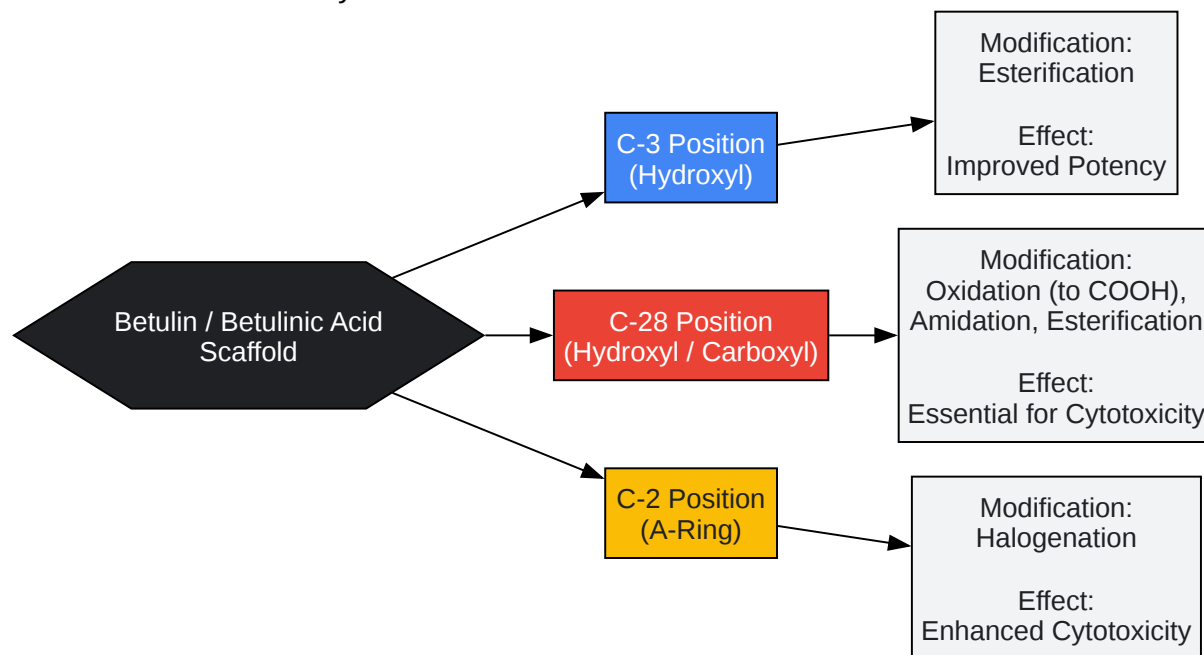 Modification:
Esterification
Effect:
Improved Potency
C-3 Position
(Hydroxyl)
Betulin / Betulinic Acid
Scaffold
C-28 Position
(Hydroxyl / Carboxyl)
Modification:
Oxidation (to COOH),
Amidation, Esterification
Effect:
Essential for Cytotoxicity
C-2 Position
(A-Ring)
Modification:
Halogenation
Effect:
Enhanced Cytotoxicity